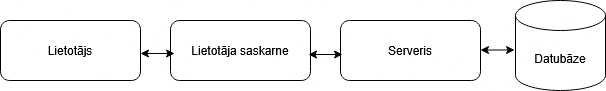 Lietotājs
Lietotāja saskarne
Serveris
Datubāze